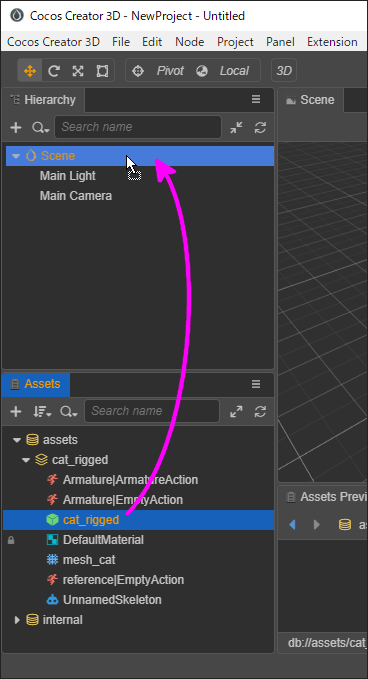 Cocos Creator 3D - NewProject - Untitled
Cocos Creator 3D File Edit Node Project Panel Extension
Pivot Local 3D
Hierarchy
Scene
Search name
Scene
Main Light
Main Camera
Assets
Search name
assets
cat_rigged
Armature|ArmatureAction
Armature|EmptyAction
cat_rigged
DefaultMaterial
mesh_cat
reference|EmptyAction
UnnamedSkeleton
internal
Assets Previ
db://assets/cat_